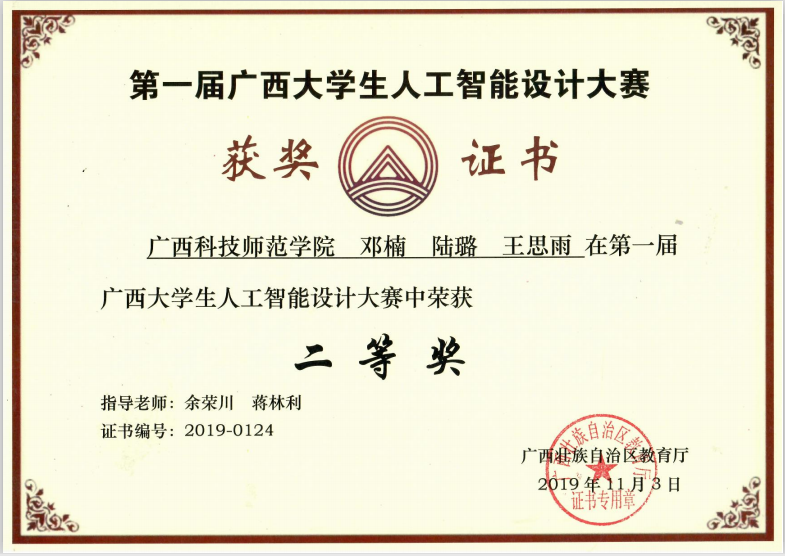 第一届广西大学生人工智能设计大赛
获奖 证书
广西科技师范学院 邓楠 陆璐 王思雨 在第一届
广西大学生人工智能设计大赛中荣获
二等奖
指导老师：余荣川 蒋林利
证书编号：2019-0124
广西壮族自治区教育厅
2019年11月3日
广西壮族自治区教育厅
证书专用章